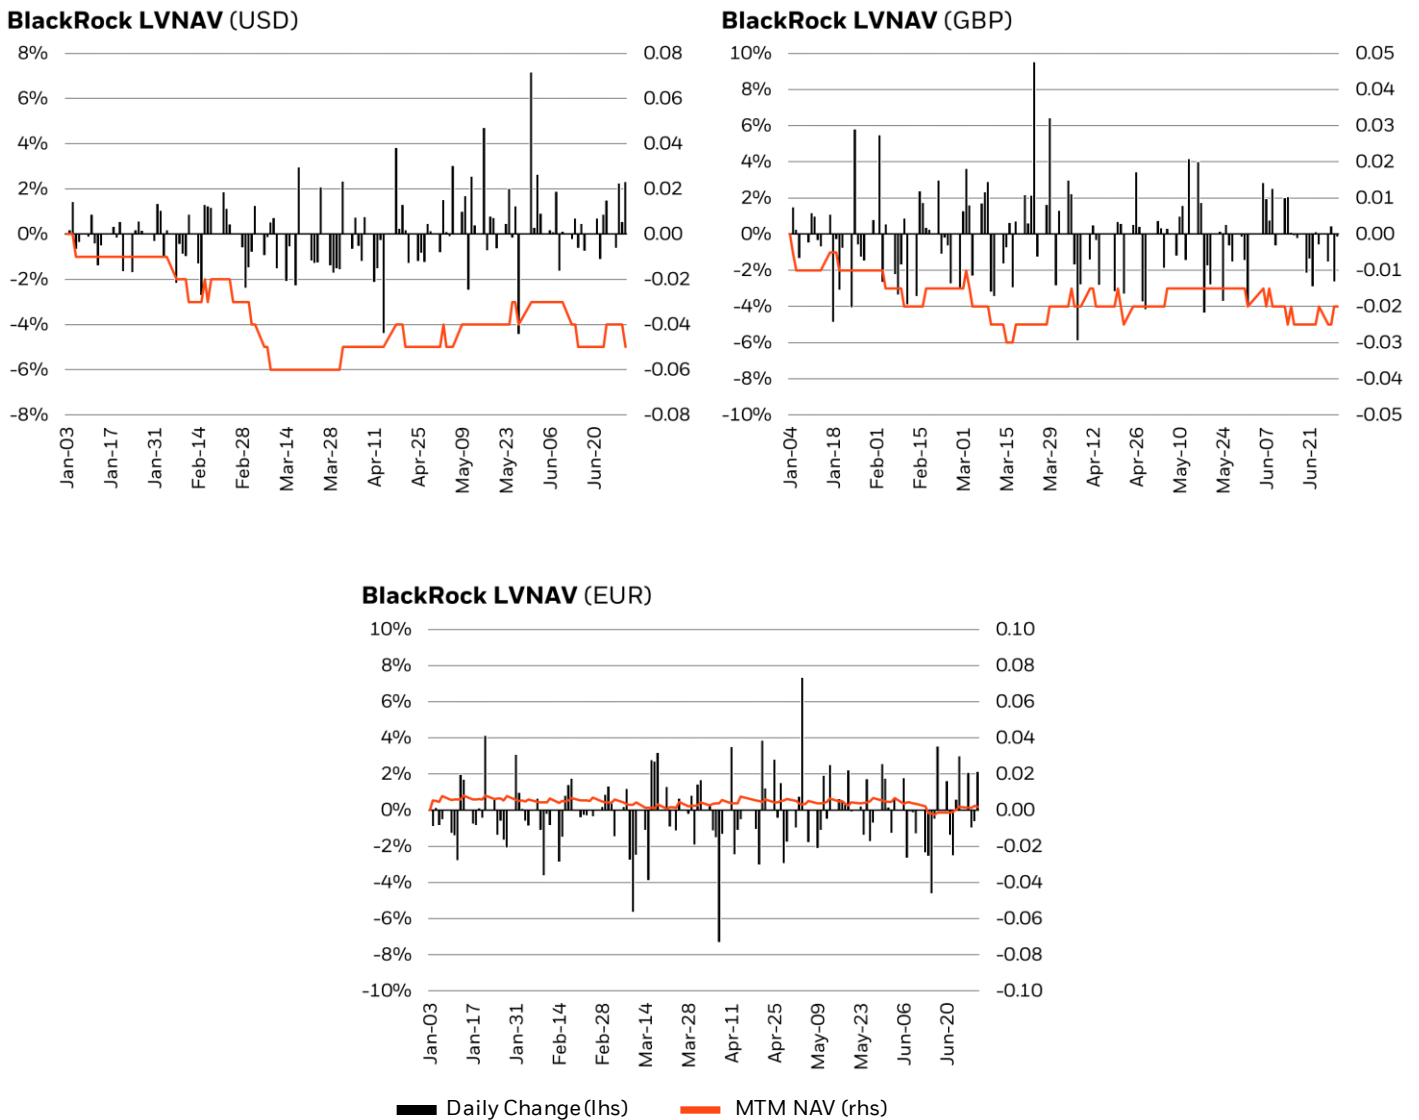 BlackRock LVNAV (USD)
8%
6%
4%
2%
0%
-2%
-4%
-6%
-8%
0.08
0.06
0.04
0.02
0.00
-0.02
-0.04
-0.06
-0.08
Jan-03
Jan-17
Jan-31
Feb-14
Feb-28
Mar-14
Mar-28
Apr-11
Apr-25
May-09
May-23
Jun-06
Jun-20
BlackRock LVNAV (GBP)
10%
8%
6%
4%
2%
0%
-2%
-4%
-6%
-8%
-10%
0.05
0.04
0.03
0.02
0.01
0.00
-0.01
-0.02
-0.03
-0.04
-0.05
Jan-04
Jan-18
Feb-01
Feb-15
Mar-01
Mar-15
Mar-29
Apr-12
Apr-26
May-10
May-24
Jun-07
Jun-21
BlackRock LVNAV (EUR)
10%
8%
6%
4%
2%
0%
-2%
-4%
-6%
-8%
-10%
0.10
0.08
0.06
0.04
0.02
0.00
-0.02
-0.04
-0.06
-0.08
-0.10
Jan-03
Jan-17
Jan-31
Feb-14
Feb-28
Mar-14
Mar-28
Apr-11
Apr-25
May-09
May-23
Jun-06
Jun-20
Daily Change (lhs)
MTM NAV (rhs)